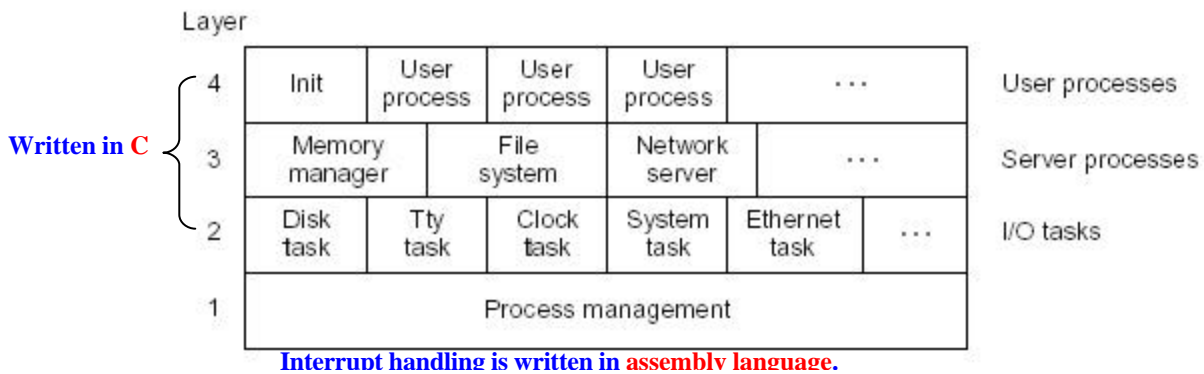 Layer
4 Init User process User process User process ... User processes
Written in C
3 Memory manager File system Network server ... Server processes
2 Disk task Tty task Clock task System task Ethernet task ... I/O tasks
1 Process management
Interrupt handling is written in assembly language.